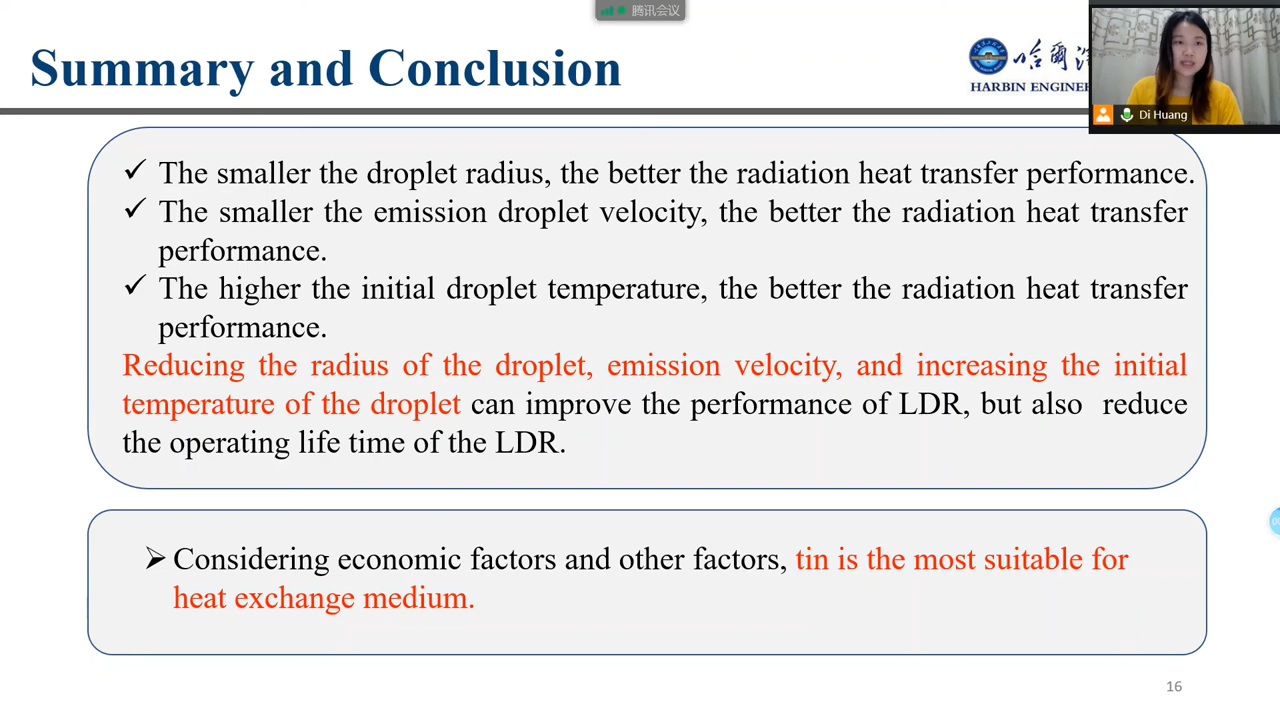 腾讯会议
Summary and Conclusion
哈爾
HARBIN ENGINE
Di Huang
✓ The smaller the droplet radius, the better the radiation heat transfer performance.
✓ The smaller the emission droplet velocity, the better the radiation heat transfer
performance.
✓ The higher the initial droplet temperature, the better the radiation heat transfer
performance.
Reducing the radius of the droplet, emission velocity, and increasing the initial
temperature of the droplet can improve the performance of LDR, but also reduce
the operating life time of the LDR.
➢ Considering economic factors and other factors, tin is the most suitable for
heat exchange medium.
16